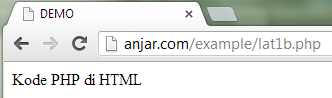 DEMO
anjar.com/example/lat1b.php
Kode PHP di HTML